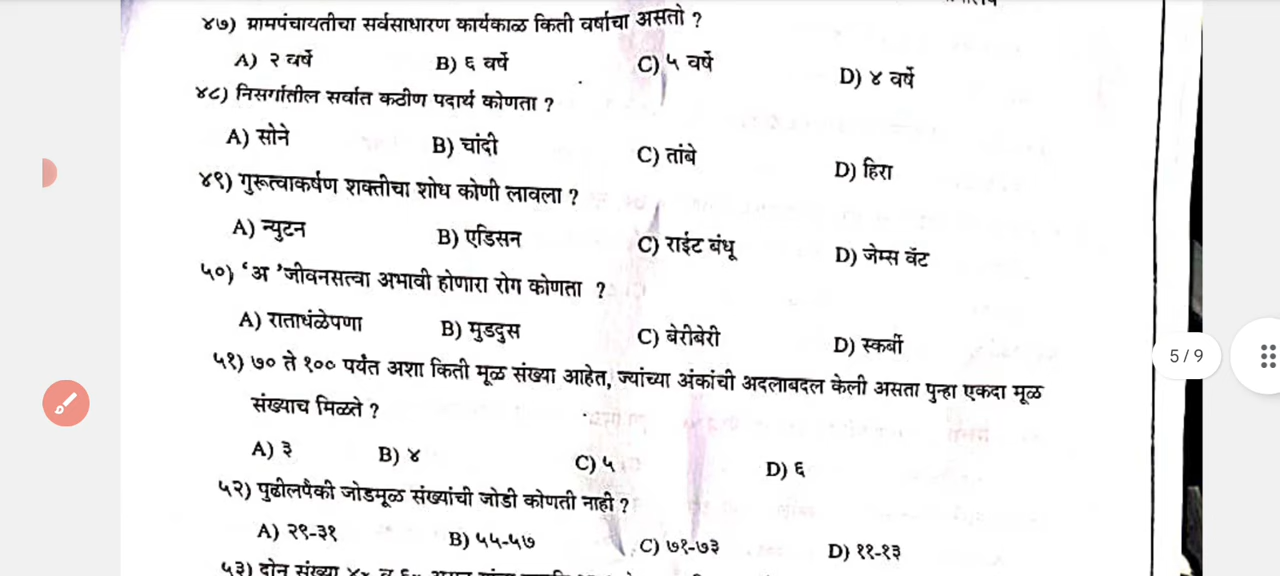 ४७) ग्रामपंचायतीचा सर्वसाधारण कार्यकाळ किती वर्षाचा असतो ?
A) २ वर्षे B) ६ वर्षे C) ५ वर्षे D) ४ वर्षे
४८) निसर्गातील सर्वात कठीण पदार्थ कोणता ?
A) सोने B) चांदी C) तांबे D) हिरा
४९) गुरूत्वाकर्षण शक्तीचा शोध कोणी लावला ?
A) न्युटन B) एडिसन C) राईट बंधू D) जेम्स वॅट
५०) ‘अ ’जीवनसत्वा अभावी होणारा रोग कोणता ?
A) राताधंळेपणा B) मुडदुस C) बेरीबेरी D) स्कर्बी
5 / 9
५१) ७० ते १०० पर्यंत अशा किती मूळ संख्या आहेत, ज्यांच्या अंकांची अदलाबदल केली असता पुन्हा एकदा मूळ
संख्याच मिळते ?
A) ३ B) ४ C) ५ D) ६
५२) पुढीलपैकी जोडमूळ संख्यांची जोडी कोणती नाही ?
A) २९-३१ B) ५५-५७ C) ७१-७३ D) ११-१३
५३) दोन संख्या